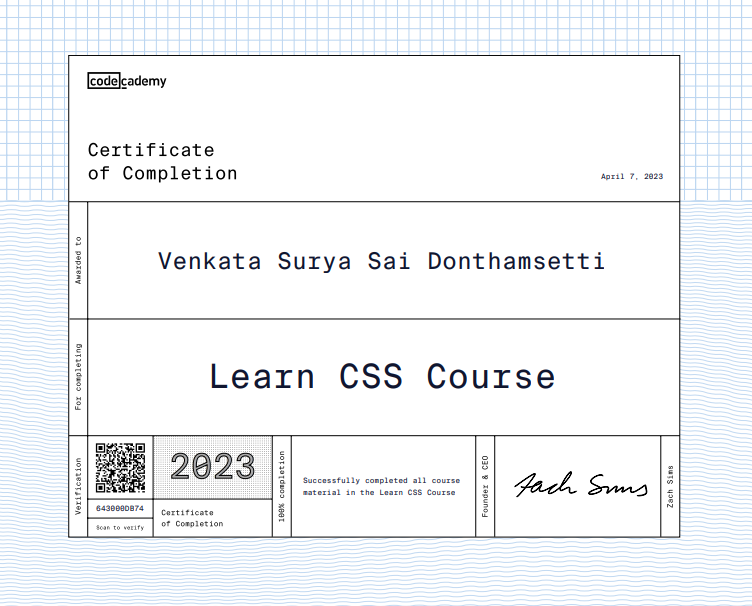 codecademy
Certificate
of Completion
April 7, 2023
Awarded to
Venkata Surya Sai Donthamsetti
For completing
Learn CSS Course
Verification
643000DB74
Scan to verify
2023
Certificate
of Completion
100% completion
Successfully completed all course
material in the Learn CSS Course
Founder & CEO
Zach Sims
Zach Sims